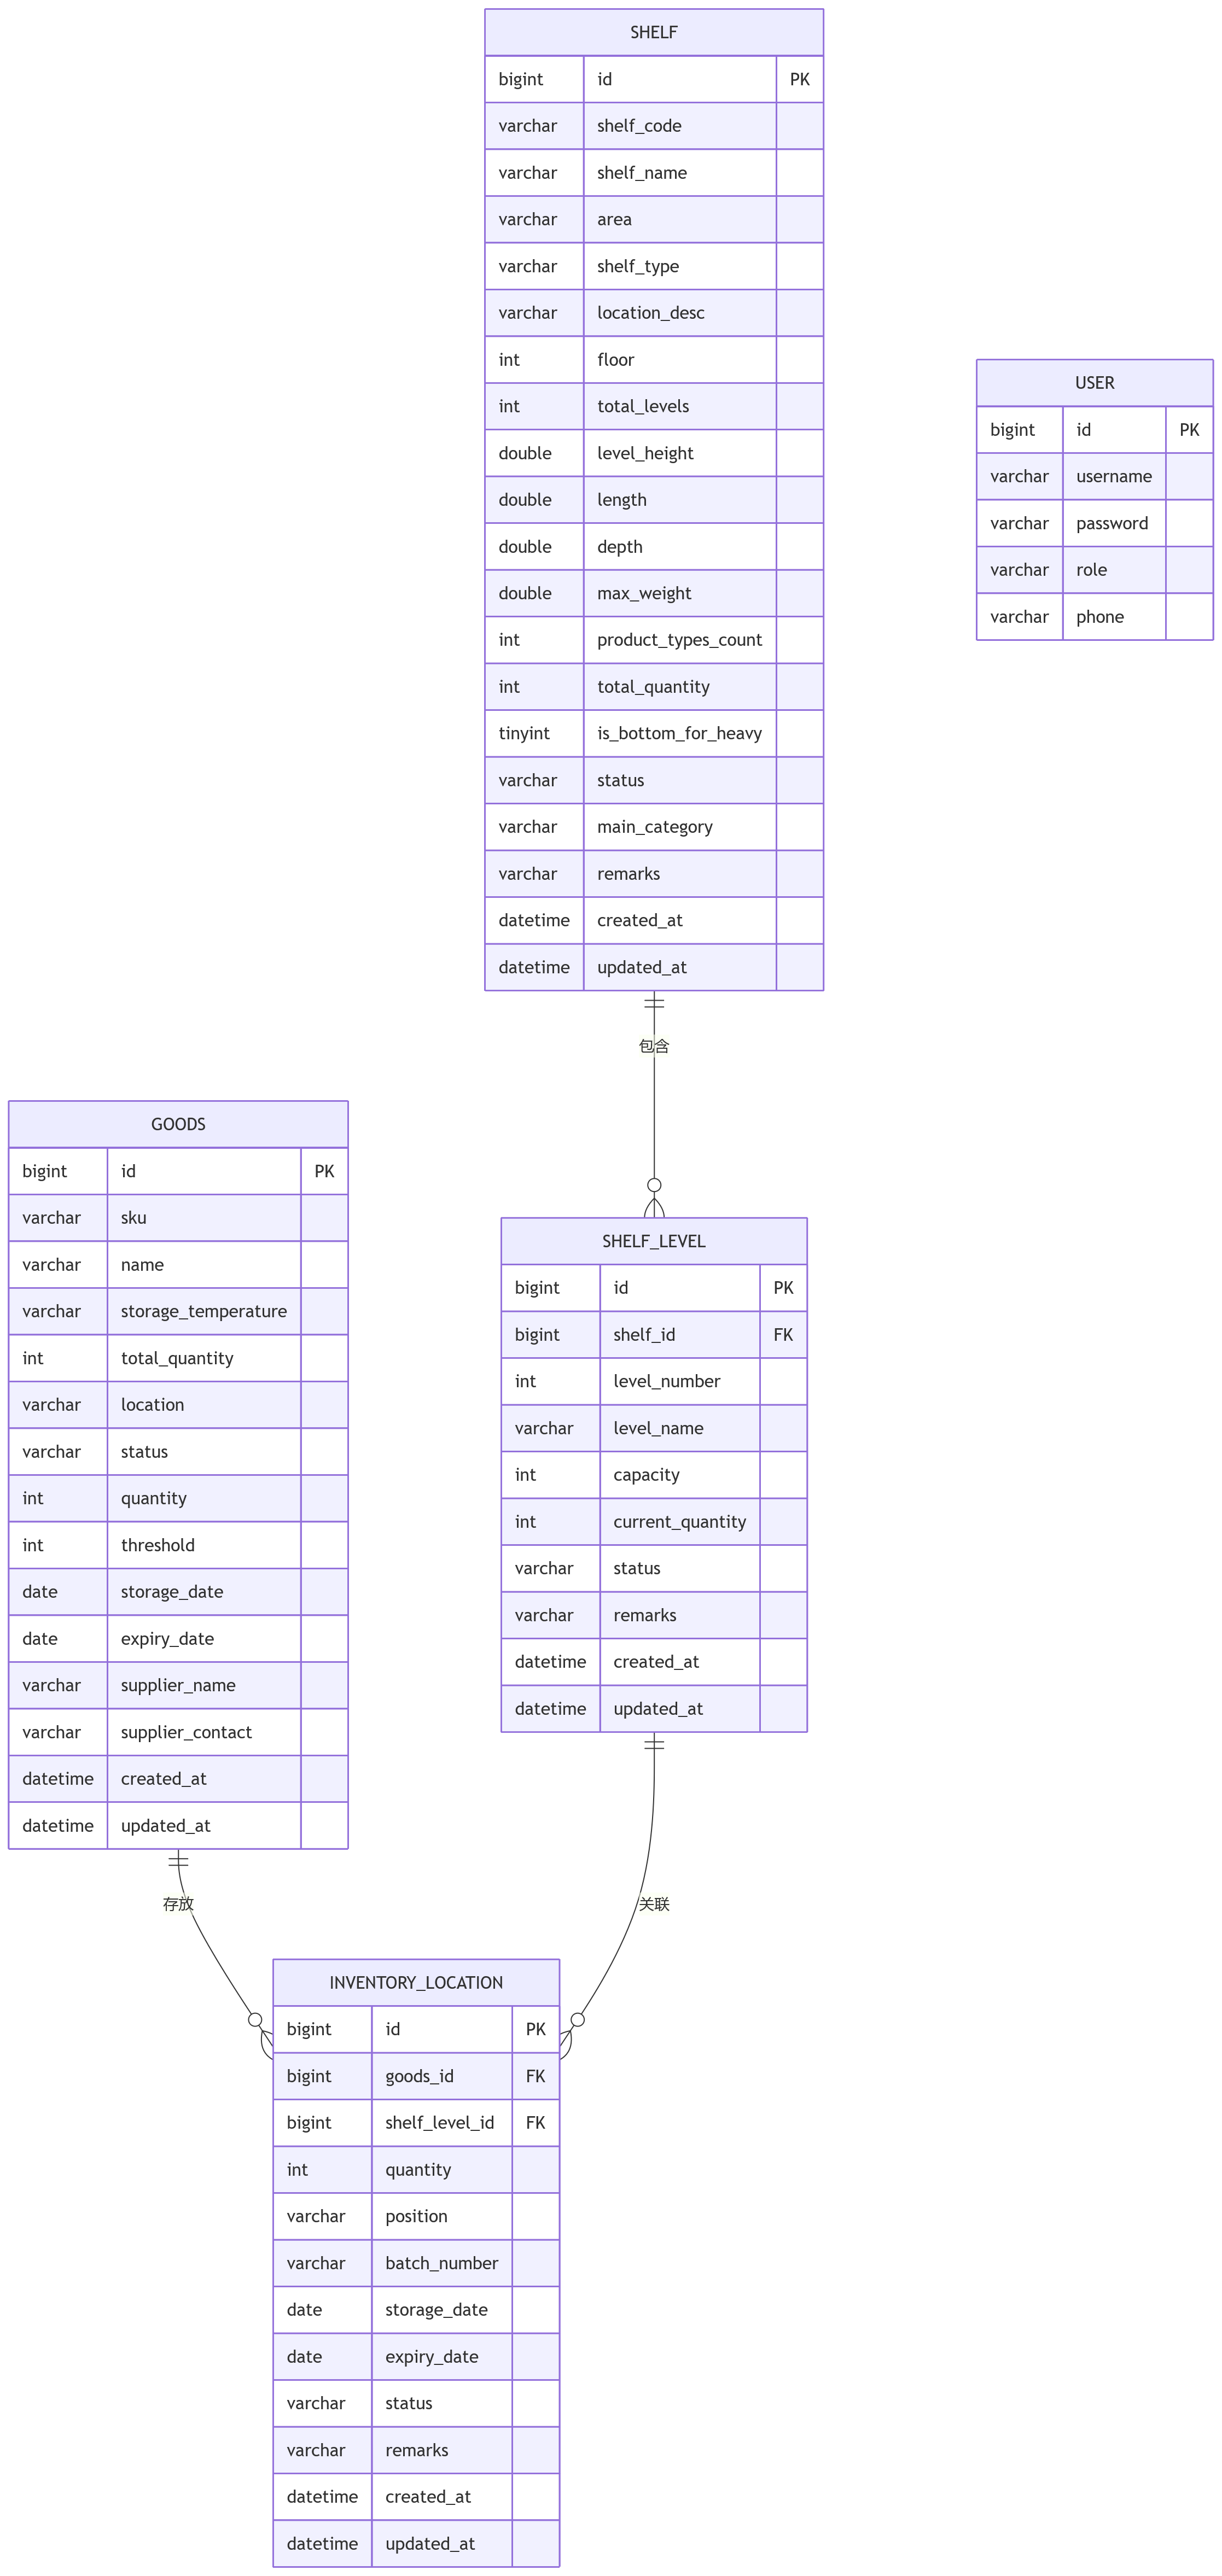 SHELF
bigint id PK
varchar shelf_code
varchar shelf_name
varchar area
varchar shelf_type
varchar location_desc
int floor
int total_levels
double level_height
double length
double depth
double max_weight
int product_types_count
int total_quantity
tinyint is_bottom_for_heavy
varchar status
varchar main_category
varchar remarks
datetime created_at
datetime updated_at
USER
bigint id PK
varchar username
varchar password
varchar role
varchar phone
包含
GOODS
bigint id PK
varchar sku
varchar name
varchar storage_temperature
int total_quantity
varchar location
varchar status
int quantity
int threshold
date storage_date
date expiry_date
varchar supplier_name
varchar supplier_contact
datetime created_at
datetime updated_at
SHELF_LEVEL
bigint id PK
bigint shelf_id FK
int level_number
varchar level_name
int capacity
int current_quantity
varchar status
varchar remarks
datetime created_at
datetime updated_at
存放
关联
INVENTORY_LOCATION
bigint id PK
bigint goods_id FK
bigint shelf_level_id FK
int quantity
varchar position
varchar batch_number
date storage_date
date expiry_date
varchar status
varchar remarks
datetime created_at
datetime updated_at